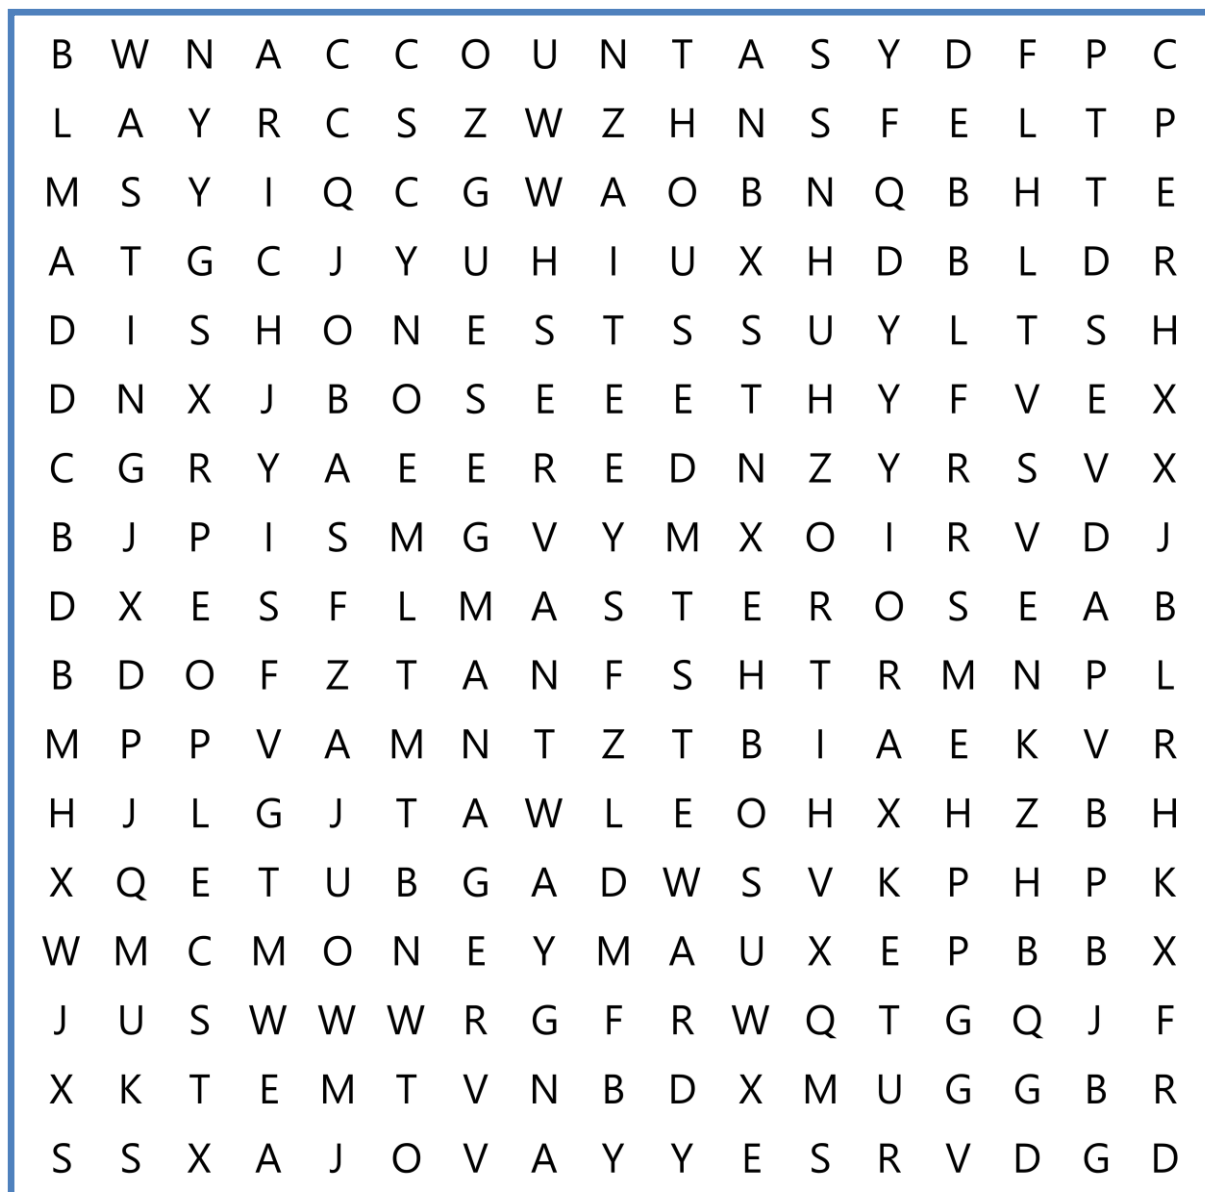 B W N A C C O U N T A S Y D F P C
L A Y R C S Z W Z H N S F E L T P
M S Y I Q C G W A O B N Q B H T E
A T G C J Y U H I U X H D B L D R
D I S H O N E S T S S U Y L T S H
D N X J B O S E E E T H Y F V E X
C G R Y A E E R E D N Z Y R S V X
B J P I S M G V Y M X O I R V D J
D X E S F L M A S T E R O S E A B
B D O F Z T A N F S H T R M N P L
M P P V A M N T Z T B I A E K V R
H J L G J T A W L E O H X H Z B H
X Q E T U B G A D W S V K P H P K
W M C M O N E Y M A U X E P B B X
J U S W W W R G F R W Q T G Q J F
X K T E M T V N B D X M U G G B R
S S X A J O V A Y Y E S R V D G D